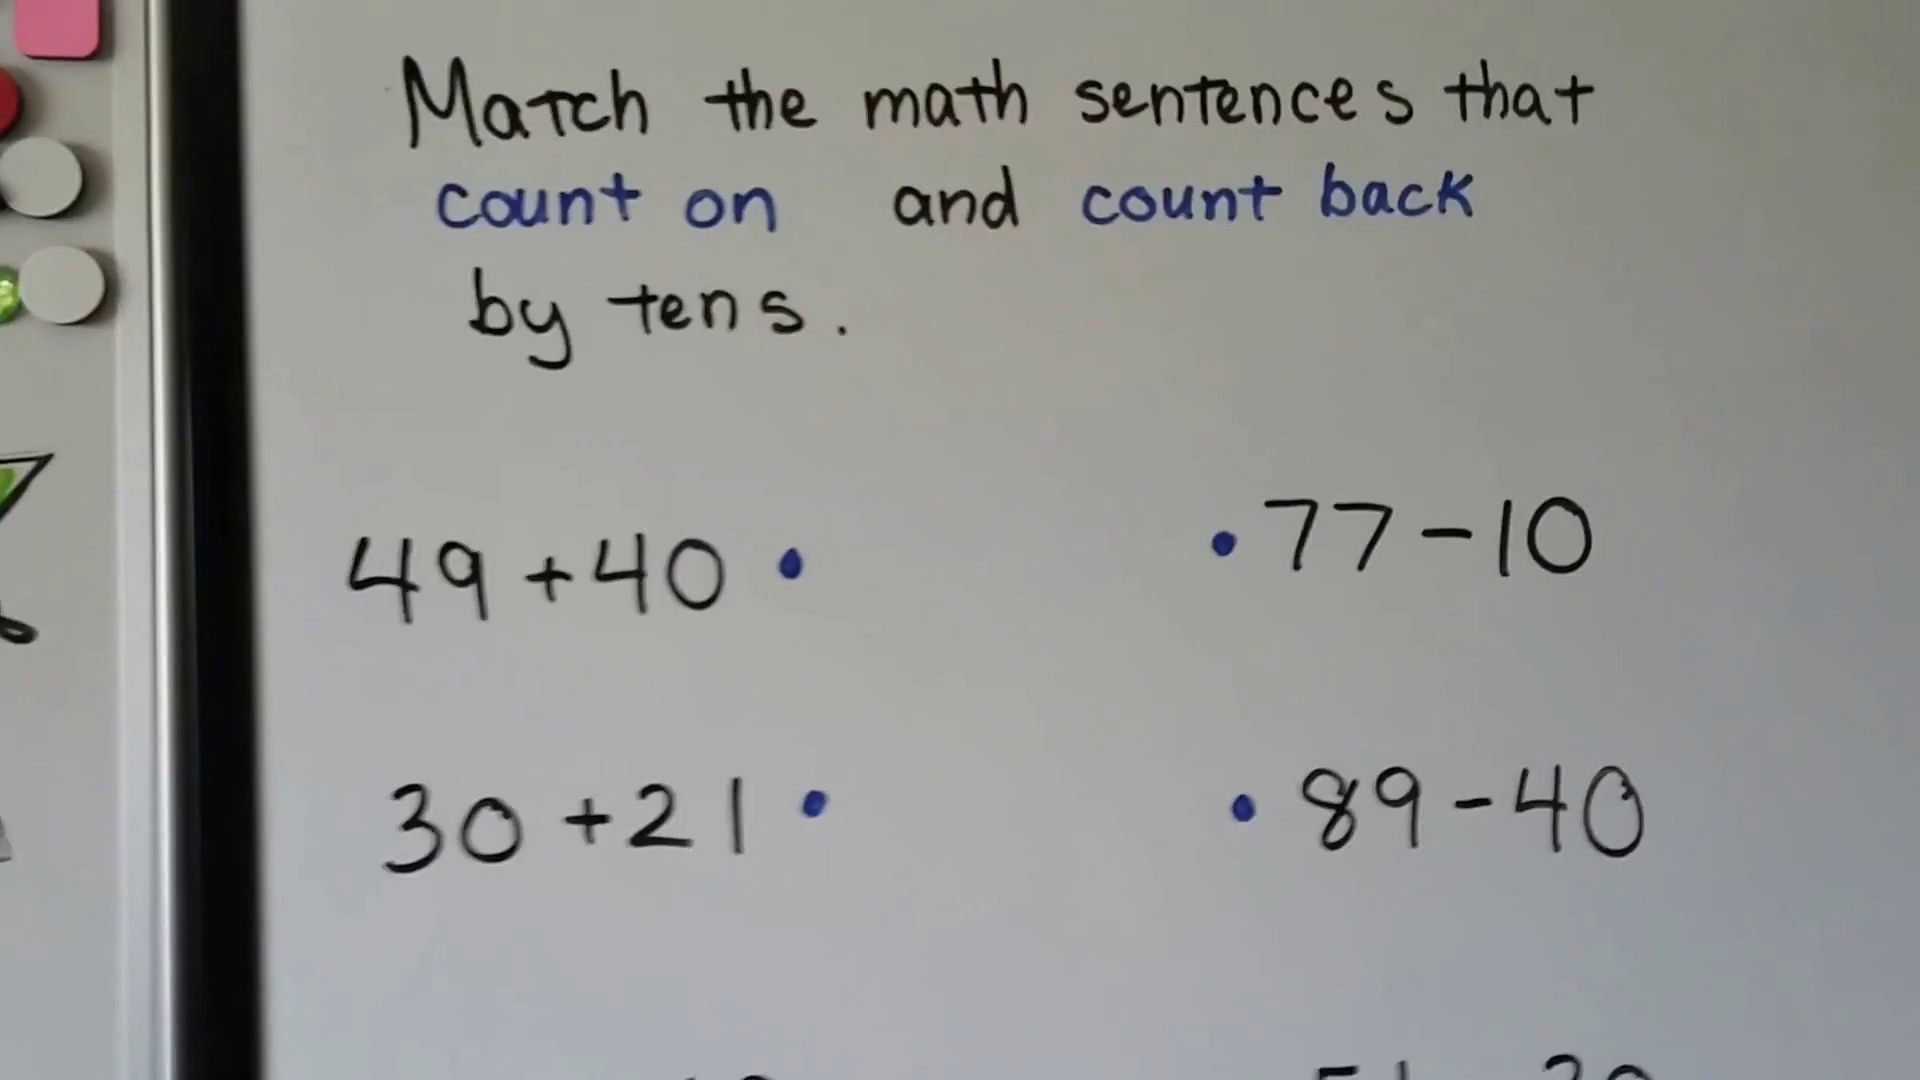 Match the math sentences that
count on and count back
by tens.
49+40 • • 77-10
30+21 • • 89-40